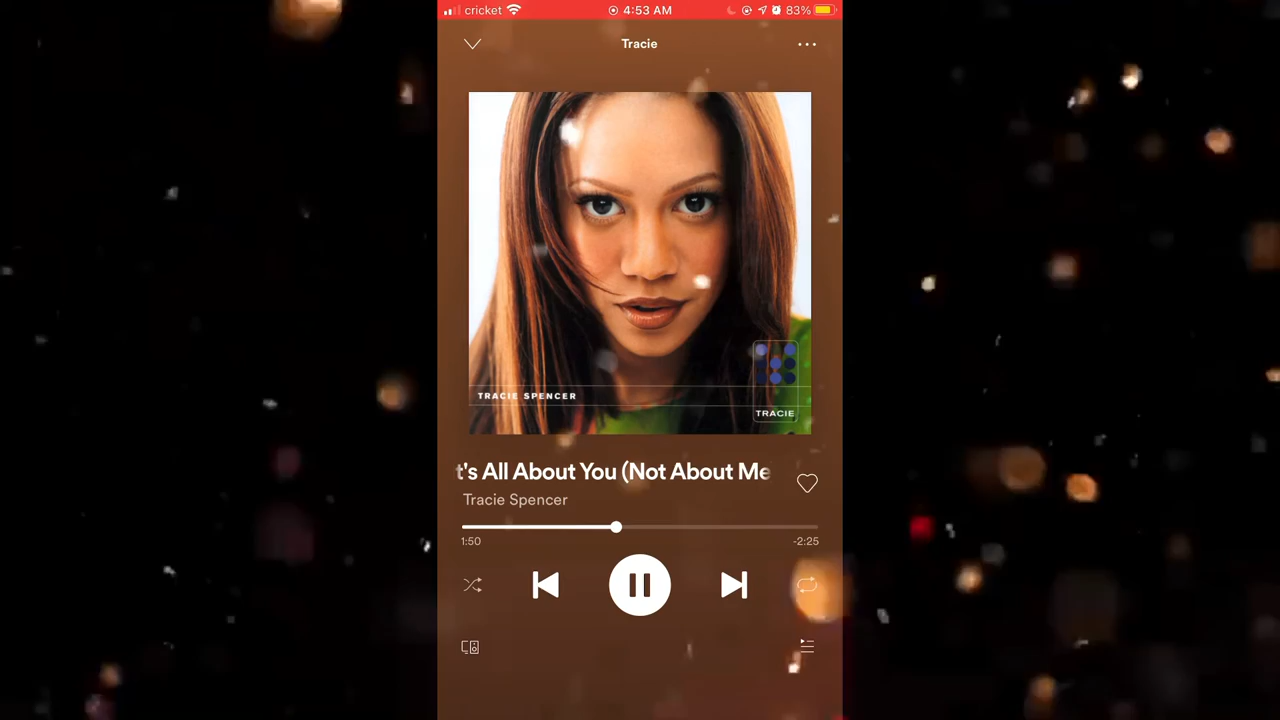 cricket 4:53 AM 83%
Tracie
TRACIE SPENCER
TRACIE
t's All About You (Not About Me
Tracie Spencer
1:50 -2:25